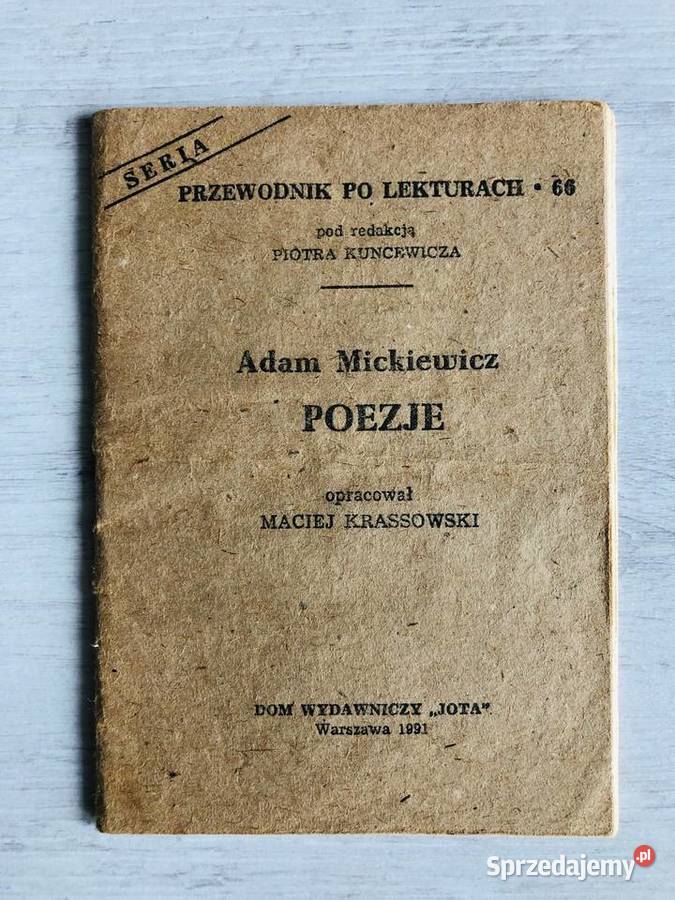 SERIA
PRZEWODNIK PO LEKTURACH • 66
pod redakcją
PIOTRA KUNCEWICZA
Adam Mickiewicz
POEZJE
opracował
MACIEJ KRASSOWSKI
DOM WYDAWNICZY „JOTA”
Warszawa 1991
Sprzedajemy.pl